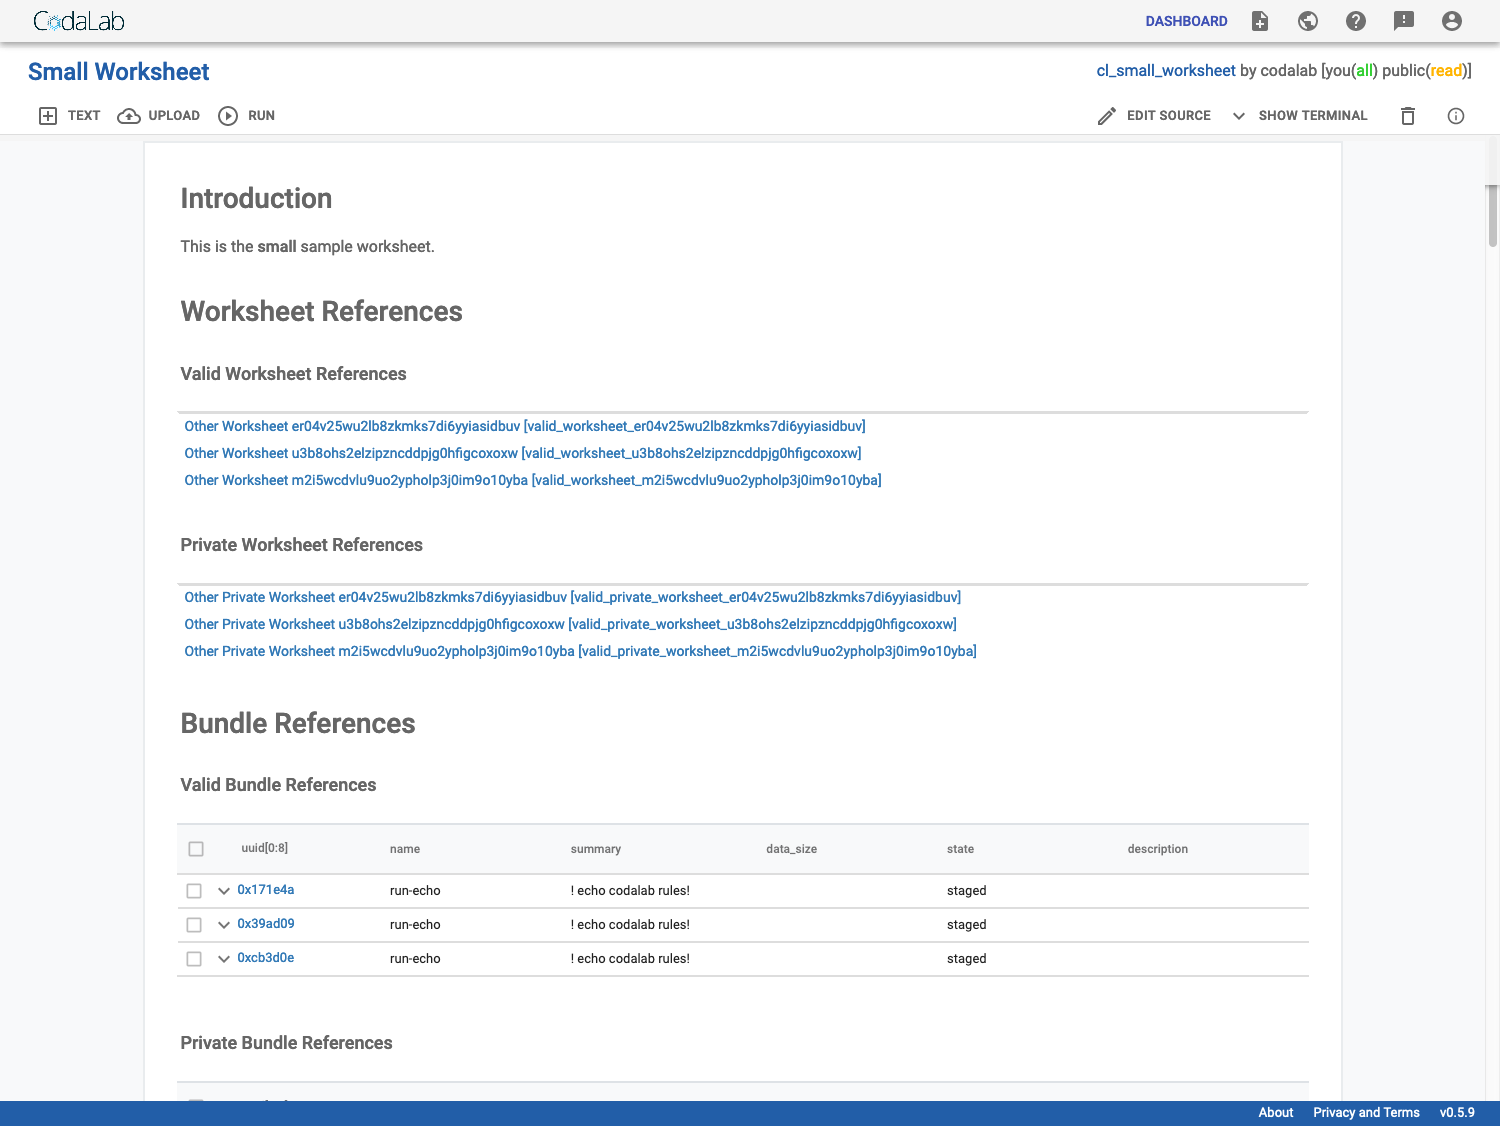 CodaLab
DASHBOARD
Small Worksheet
cl_small_worksheet by codalab [you(all) public(read)]
TEXT UPLOAD RUN
EDIT SOURCE SHOW TERMINAL
Introduction
This is the small sample worksheet.
Worksheet References
Valid Worksheet References
Other Worksheet er04v25wu2lb8zkmks7di6yyiasidbuv [valid_worksheet_er04v25wu2lb8zkmks7di6yyiasidbuv]
Other Worksheet u3b8ohs2elzipzncddpjg0hfigcoxoxw [valid_worksheet_u3b8ohs2elzipzncddpjg0hfigcoxoxw]
Other Worksheet m2i5wcdvlu9uo2ypholp3j0im9o10yba [valid_worksheet_m2i5wcdvlu9uo2ypholp3j0im9o10yba]
Private Worksheet References
Other Private Worksheet er04v25wu2lb8zkmks7di6yyiasidbuv [valid_private_worksheet_er04v25wu2lb8zkmks7di6yyiasidbuv]
Other Private Worksheet u3b8ohs2elzipzncddpjg0hfigcoxoxw [valid_private_worksheet_u3b8ohs2elzipzncddpjg0hfigcoxoxw]
Other Private Worksheet m2i5wcdvlu9uo2ypholp3j0im9o10yba [valid_private_worksheet_m2i5wcdvlu9uo2ypholp3j0im9o10yba]
Bundle References
Valid Bundle References
uuid[0:8] name summary data_size state description
0x171e4a run-echo ! echo codalab rules! staged
0x39ad09 run-echo ! echo codalab rules! staged
0xcb3d0e run-echo ! echo codalab rules! staged
Private Bundle References
About Privacy and Terms v0.5.9